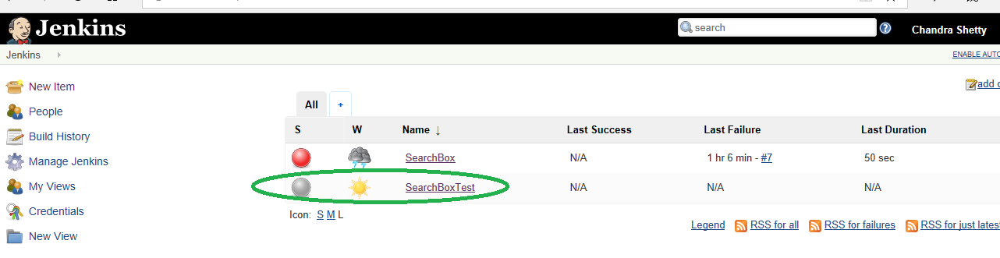 Jenkins
search
?
Chandra Shetty
Jenkins
ENABLE AUTO
New Item
People
Build History
Manage Jenkins
My Views
Credentials
New View
add
All +
S W Name ↓ Last Success Last Failure Last Duration
SearchBox N/A 1 hr 6 min - #7 50 sec
SearchBoxTest N/A N/A N/A
Icon: S M L
Legend RSS for all RSS for failures RSS for just latest